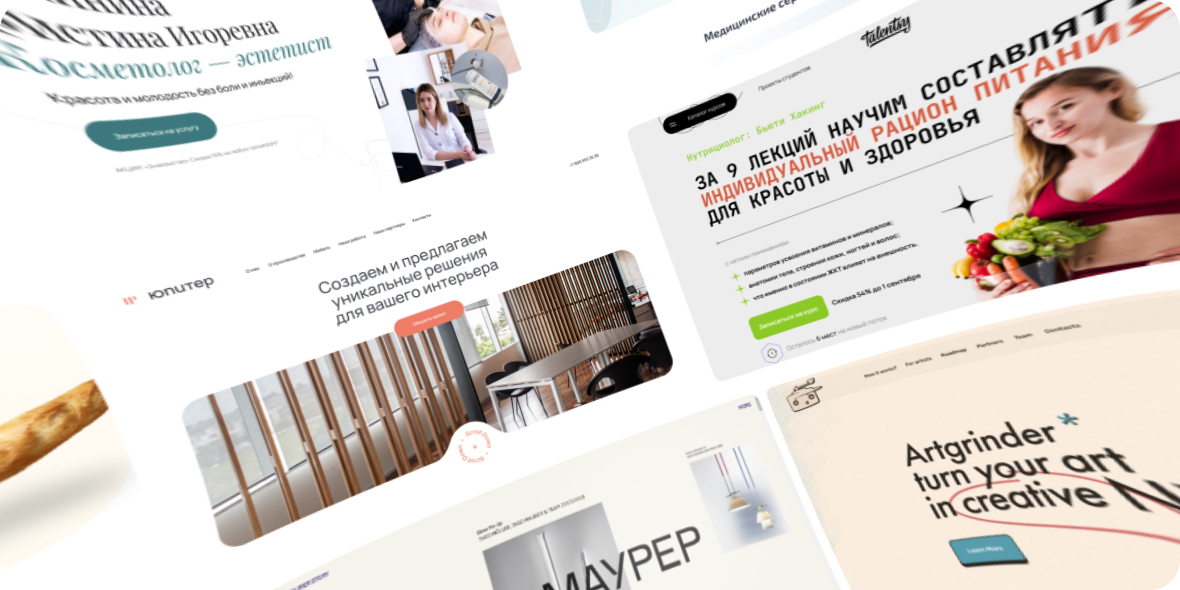 Игоревна
Косметолог — эстетист
Красота и молодость без боли и инъекций!
Записаться на услугу
Медицинские
talentsy
Каталог курсов
Проекты студентов
Нутрициолог: Бьюти Хакинг
ЗА 9 ЛЕКЦИЙ НАУЧИМ СОСТАВЛЯТЬ
ИНДИВИДУАЛЬНЫЙ РАЦИОН ПИТАНИЯ
ДЛЯ КРАСОТЫ И ЗДОРОВЬЯ
параметров усвоения витаминов и минералов;
анатомии тела, строения кожи, ногтей и волос;
что именно в состоянии ЖКТ влияет на внешность.
Записаться на курс
Скидка 54% до 1 сентября
Осталось 6 мест на новый поток
юпитер
О нас
О производстве
Мебель
Наши работы
Наши партнеры
Контакты
Создаем и предлагаем
уникальные решения
для вашего интерьера
Scroll Down
МАУРЕР
How it works?
For artists
Roadmap
Partners
Team
Contacts
Artgrinder*
turn your art
in creative
Learn More